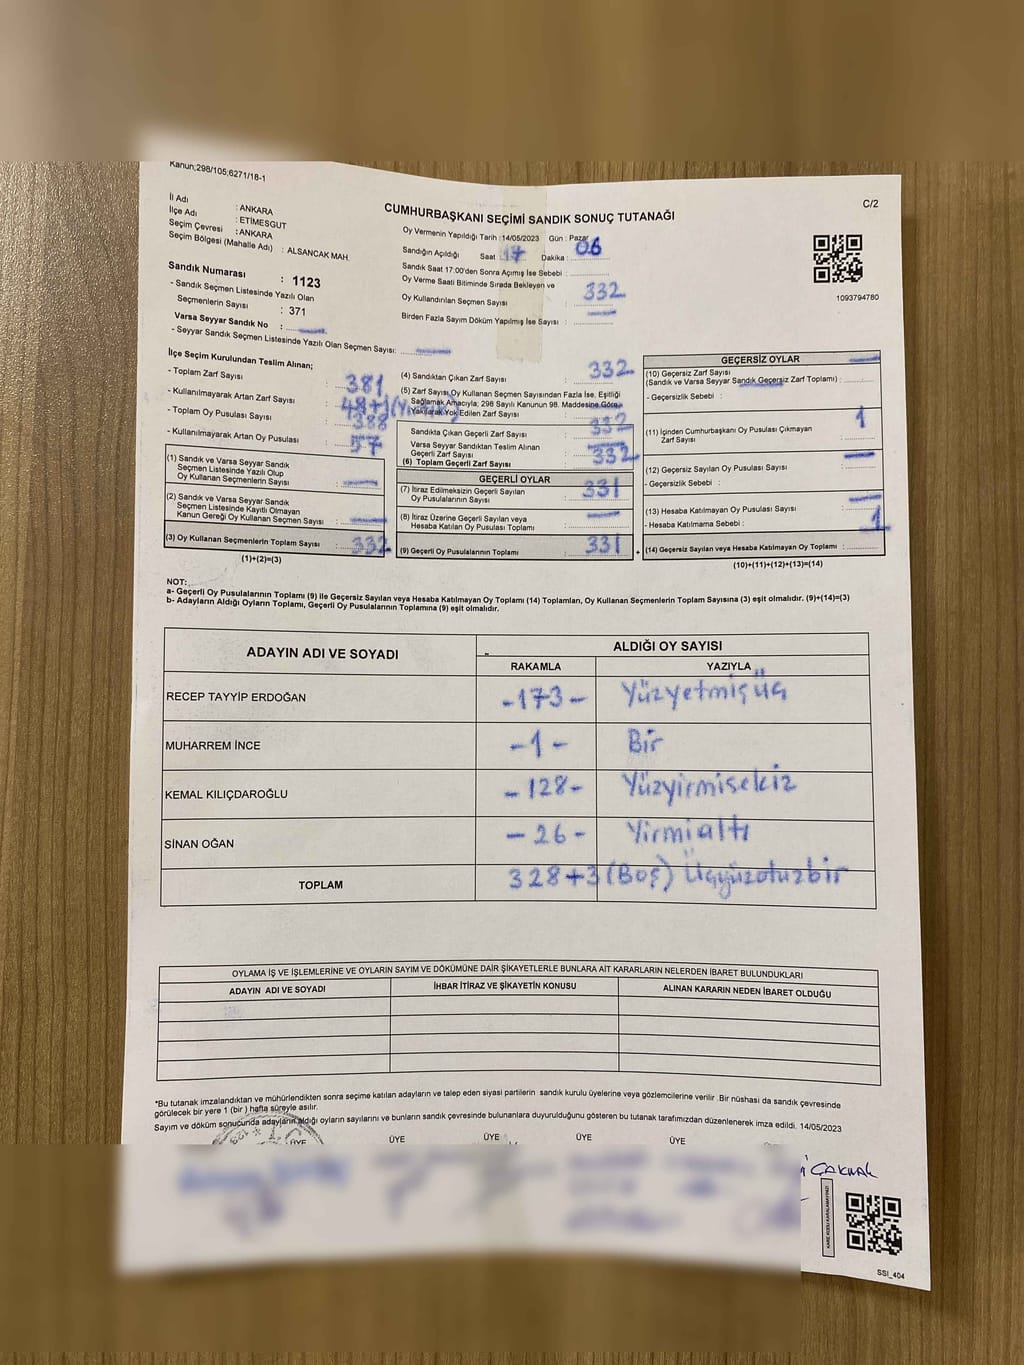 Kanun;298/105;6271/18-1
C/2
İl Adı : ANKARA
İlçe Adı : ETİMESGUT
Seçim Çevresi : ANKARA
Seçim Bölgesi (Mahalle Adı) : ALSANCAK MAH.
Sandık Numarası : 1123
- Sandık Seçmen Listesinde Yazılı Olan
Seçmenlerin Sayısı : 371
Varsa Seyyar Sandık No :
- Seyyar Sandık Seçmen Listesinde Yazılı Olan Seçmen Sayısı:
CUMHURBAŞKANI SEÇİMİ SANDIK SONUÇ TUTANAĞI
Oy Vermenin Yapıldığı Tarih :14/05/2023 Gün : Pazar
Sandığın Açıldığı Saat 17 Dakika : 06
Sandık Saat 17:00'den Sonra Açımış İse Sebebi :
Oy Verme Saati Bitiminde Sırada Bekleyen ve
Oy Kullandırılan Seçmen Sayısı : 332
Birden Fazla Sayım Döküm Yapılmış İse Sayısı :
1093794780
İlçe Seçim Kurulundan Teslim Alınan;
- Toplam Zarf Sayısı : 381
- Kullanılmayarak Artan Zarf Sayısı : 48+1
- Toplam Oy Pusulası Sayısı : 388
- Kullanılmayarak Artan Oy Pusulası : 57
(1) Sandık ve Varsa Seyyar Sandık
Seçmen Listesinde Yazılı Olup
Oy Kullanan Seçmenlerin Sayısı :
(2) Sandık ve Varsa Seyyar Sandık
Seçmen Listesinde Kayıtlı Olmayan
Kanun Gereği Oy Kullanan Seçmen Sayısı :
(3) Oy Kullanan Seçmenlerin Toplam Sayısı : 332
(1)+(2)=(3)
(4) Sandıktan Çıkan Zarf Sayısı : 332
(5) Zarf Sayısı Oy Kullanan Seçmen Sayısından Fazla İse, Eşitliği
Sağlamak Amacıyla; 298 Sayılı Kanunun 98. Maddesine Göre
Yakılarak Yok Edilen Zarf Sayısı :
Sandıkta Çıkan Geçerli Zarf Sayısı : 332
Varsa Seyyar Sandıktan Teslim Alınan
Geçerli Zarf Sayısı :
(6) Toplam Geçerli Zarf Sayısı : 332
GEÇERLİ OYLAR
(7) İtiraz Edilmeksizin Geçerli Sayılan
Oy Pusulalarının Sayısı : 331
(8) İtiraz Üzerine Geçerli Sayılan veya
Hesaba Katılan Oy Pusulası Toplamı :
(9) Geçerli Oy Pusulalarının Toplamı : 331
+
GEÇERSİZ OYLAR
(10) Geçersiz Zarf Sayısı
(Sandık ve Varsa Seyyar Sandık Geçersiz Zarf Toplamı) :
- Geçersizlik Sebebi :
(11) İçinden Cumhurbaşkanı Oy Pusulası Çıkmayan
Zarf Sayısı : 1
(12) Geçersiz Sayılan Oy Pusulası Sayısı :
- Geçersizlik Sebebi :
(13) Hesaba Katılmayan Oy Pusulası Sayısı :
- Hesaba Katılmama Sebebi :
(14) Geçersiz Sayılan veya Hesaba Katılmayan Oy Toplamı : 1
(10)+(11)+(12)+(13)=(14)
NOT:
a- Geçerli Oy Pusulalarının Toplamı (9) ile Geçersiz Sayılan veya Hesaba Katılmayan Oy Toplamı (14) Toplamları, Oy Kullanan Seçmenlerin Toplam Sayısına (3) eşit olmalıdır. (9)+(14)=(3)
b- Adayların Aldığı Oyların Toplamı, Geçerli Oy Pusulalarının Toplamına (9) eşit olmalıdır.
ADAYIN ADI VE SOYADI ALDIĞI OY SAYISI
RAKAMLA YAZIYLA
RECEP TAYYİP ERDOĞAN -173- Yüzyetmişüç
MUHARREM İNCE -1- Bir
KEMAL KILIÇDAROĞLU -128- Yüzyirmisekiz
SİNAN OĞAN -26- Yirmialtı
TOPLAM 328+3 (Boş) Üçyüzotuzbir
OYLAMA İŞ VE İŞLEMLERİNE VE OYLARIN SAYIM VE DÖKÜMÜNE DAİR ŞİKAYETLERLE BUNLARA AİT KARARLARIN NELERDEN İBARET BULUNDUKLARI
ADAYIN ADI VE SOYADI İHBAR İTİRAZ VE ŞİKAYETİN KONUSU ALINAN KARARIN NEDEN İBARET OLDUĞU
*Bu tutanak imzalandıktan ve mühürlendikten sonra seçime katılan adayların ve talep eden siyasi partilerin sandık kurulu üyelerine veya gözlemcilerine verilir .Bir nüshası da sandık çevresinde
görülecek bir yere 1 (bir ) hafta süreyle asılır.
Sayım ve döküm sonucunda adayların aldığı oyların sayılarını ve bunların sandık çevresinde bulunanlara duyurulduğunu gösteren bu tutanak tarafımızdan düzenlenerek imza edildi. 14/05/2023
ÜYE ÜYE ÜYE ÜYE ÜYE
ÇAKMAK
KARE KODU KARALAMAYINIZ!
SSI_404